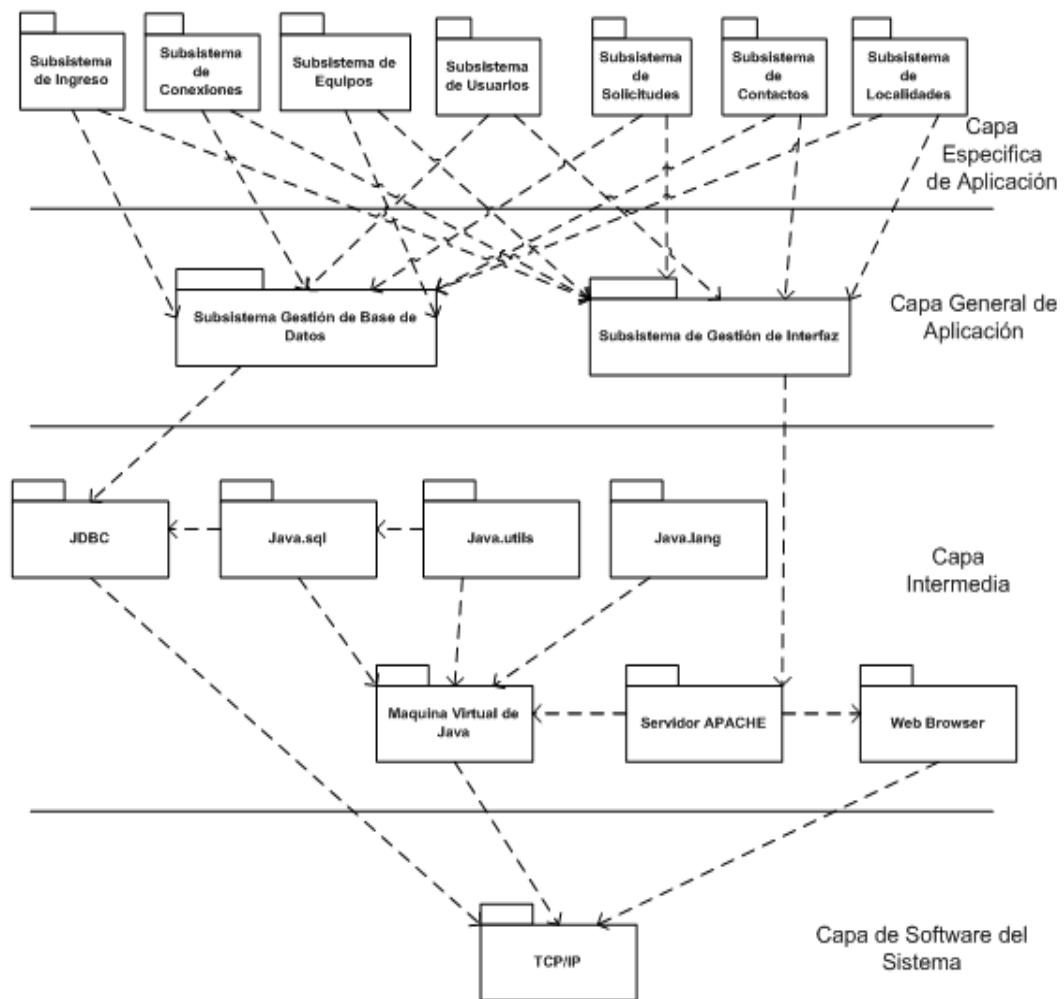 Subsistema
de Ingreso
Subsistema
de
Conexiones
Subsistema de
Equipos
Subsistema
de Usuarios
Subsistema
de
Solicitudes
Subsistema
de
Contactos
Subsistema
de
Localidades
Capa
Especifica
de Aplicación
Subsistema Gestión de Base de
Datos
Subsistema de Gestión de Interfaz
Capa General de
Aplicación
JDBC
Java.sql
Java.utils
Java.lang
Capa
Intermedia
Maquina Virtual de
Java
Servidor APACHE
Web Browser
TCP/IP
Capa de Software del
Sistema